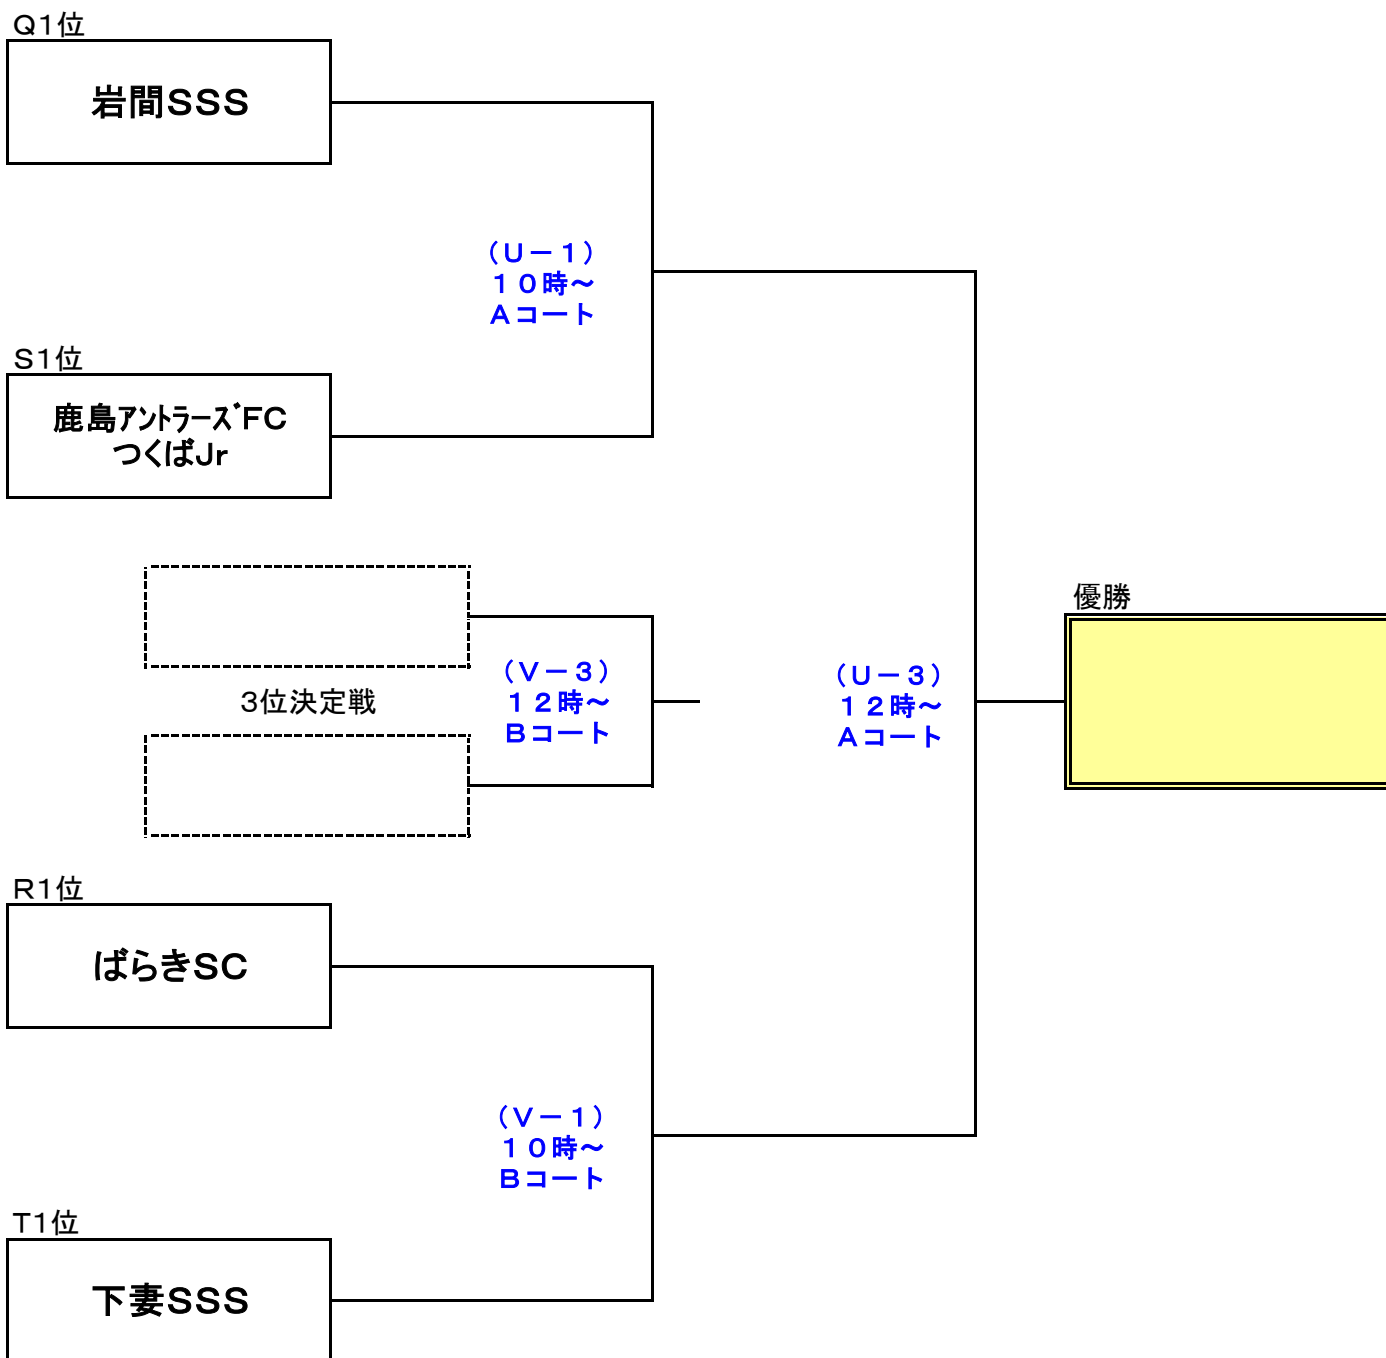 Q1位
岩間SSS
(U－1)
10時～
Aコート
S1位
鹿島ｱﾝﾄﾗｰｽﾞFC
つくばJr
優勝
(V－3)
12時～
Bコート
(U－3)
12時～
Aコート
3位決定戦
R1位
ばらきSC
(V－1)
10時～
Bコート
T1位
下妻SSS